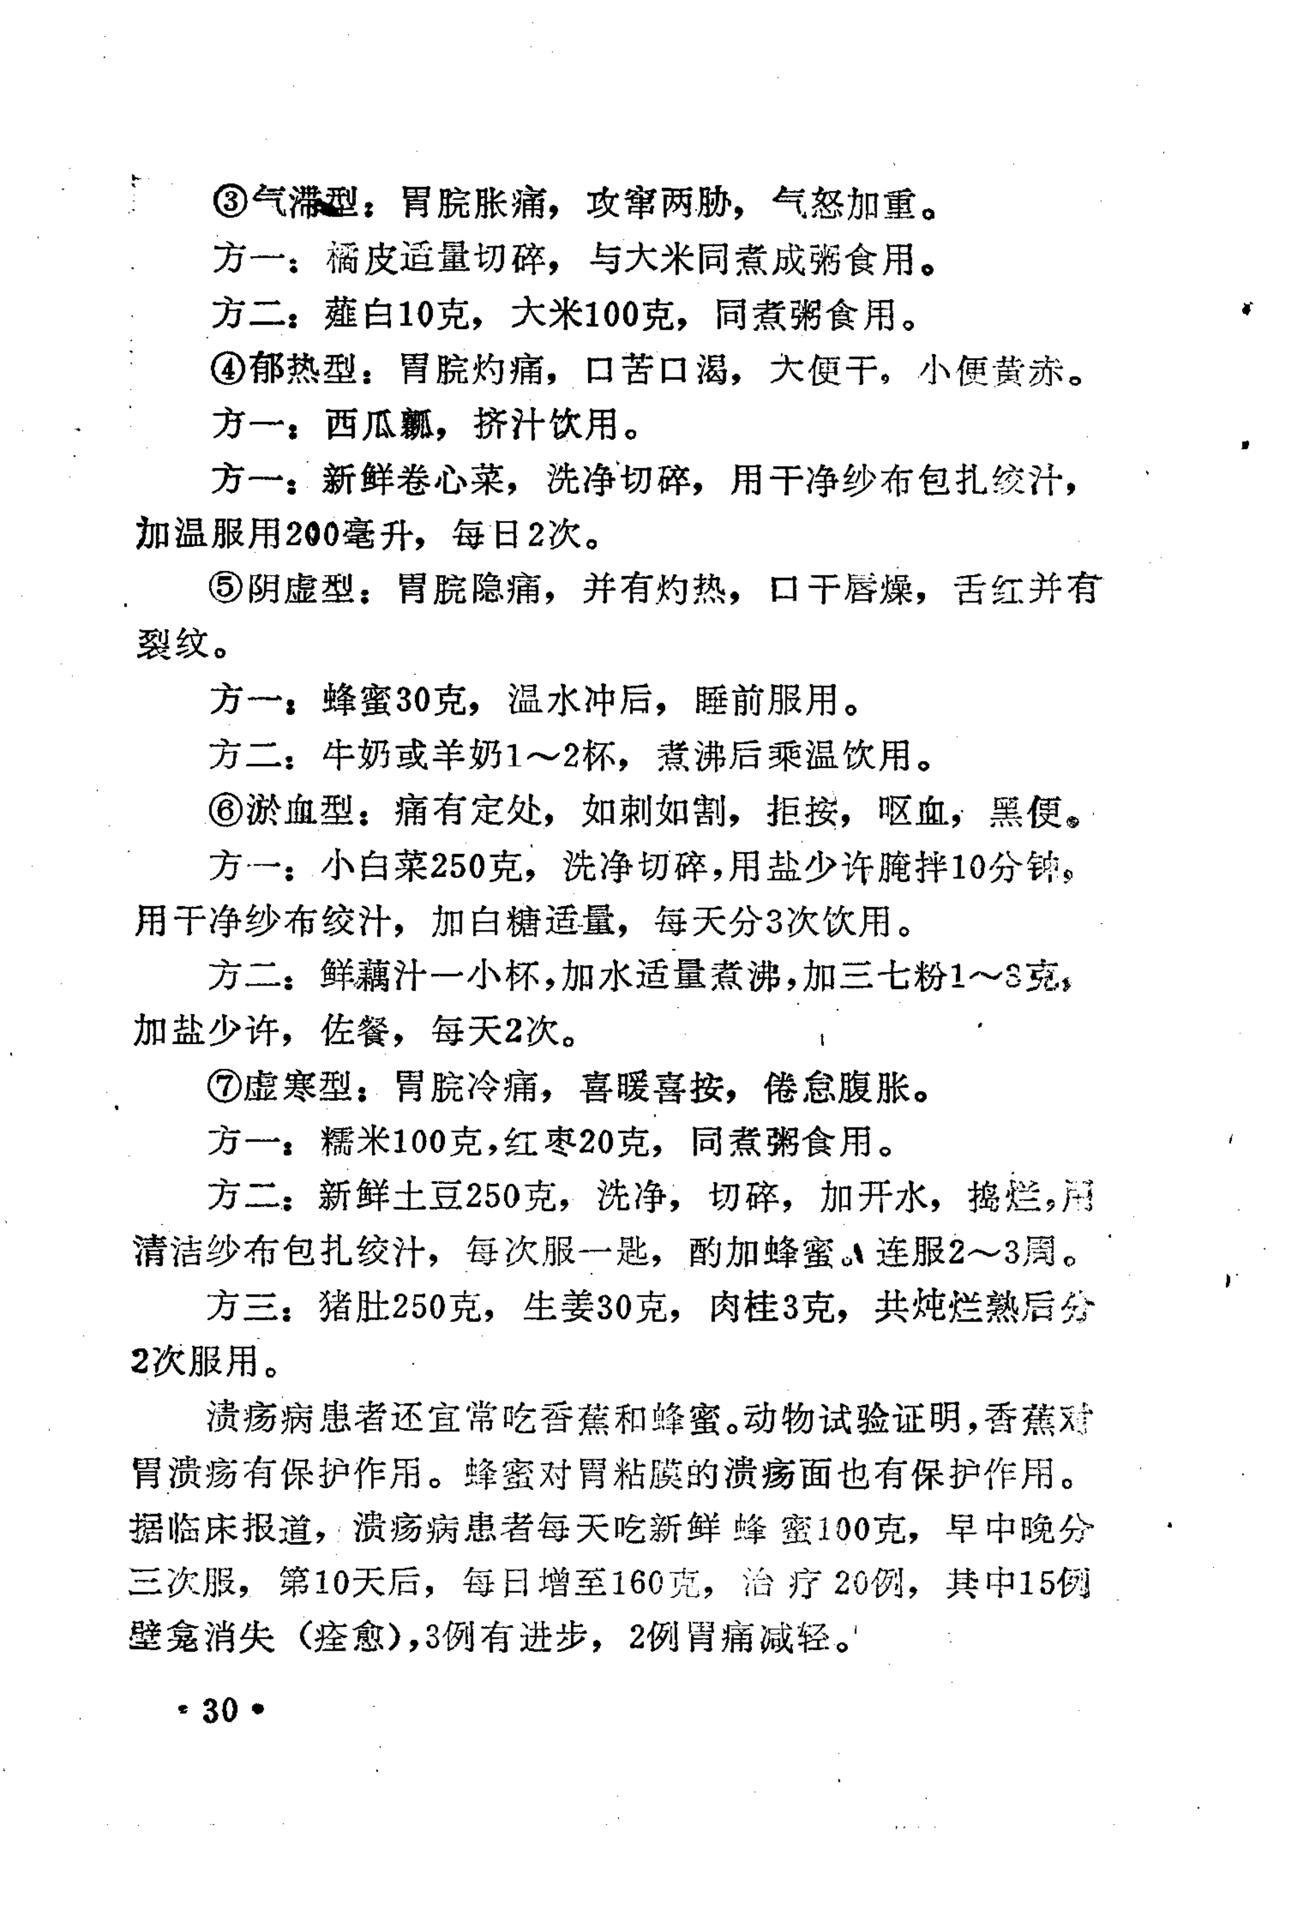 ③气滞型：胃脘胀痛，攻窜两胁，气怒加重。
方一：橘皮适量切碎，与大米同煮成粥食用。
方二：薤白10克，大米100克，同煮粥食用。
④郁热型：胃脘灼痛，口苦口渴，大便干，小便黄赤。
方一：西瓜瓤，挤汁饮用。
方一：新鲜卷心菜，洗净切碎，用干净纱布包扎绞汁，
加温服用200毫升，每日2次。
⑤阴虚型：胃脘隐痛，并有灼热，口干唇燥，舌红并有
裂纹。
方一：蜂蜜30克，温水冲后，睡前服用。
方二：牛奶或羊奶1～2杯，煮沸后乘温饮用。
⑥淤血型：痛有定处，如刺如割，拒按，呕血，黑便。
方一：小白菜250克，洗净切碎，用盐少许腌拌10分钟，
用干净纱布绞汁，加白糖适量，每天分3次饮用。
方二：鲜藕汁一小杯，加水适量煮沸，加三七粉1～3克，
加盐少许，佐餐，每天2次。
⑦虚寒型：胃脘冷痛，喜暖喜按，倦怠腹胀。
方一：糯米100克，红枣20克，同煮粥食用。
方二：新鲜土豆250克，洗净，切碎，加开水，捣烂，用
清洁纱布包扎绞汁，每次服一匙，酌加蜂蜜。连服2～3周。
方三：猪肚250克，生姜30克，肉桂3克，共炖烂熟后分
2次服用。
溃疡病患者还宜常吃香蕉和蜂蜜。动物试验证明，香蕉对
胃溃疡有保护作用。蜂蜜对胃粘膜的溃疡面也有保护作用。
据临床报道，溃疡病患者每天吃新鲜蜂蜜100克，早中晚分
三次服，第10天后，每日增至160克，治疗20例，其中15例
壁龛消失（痊愈），3例有进步，2例胃痛减轻。
·30·